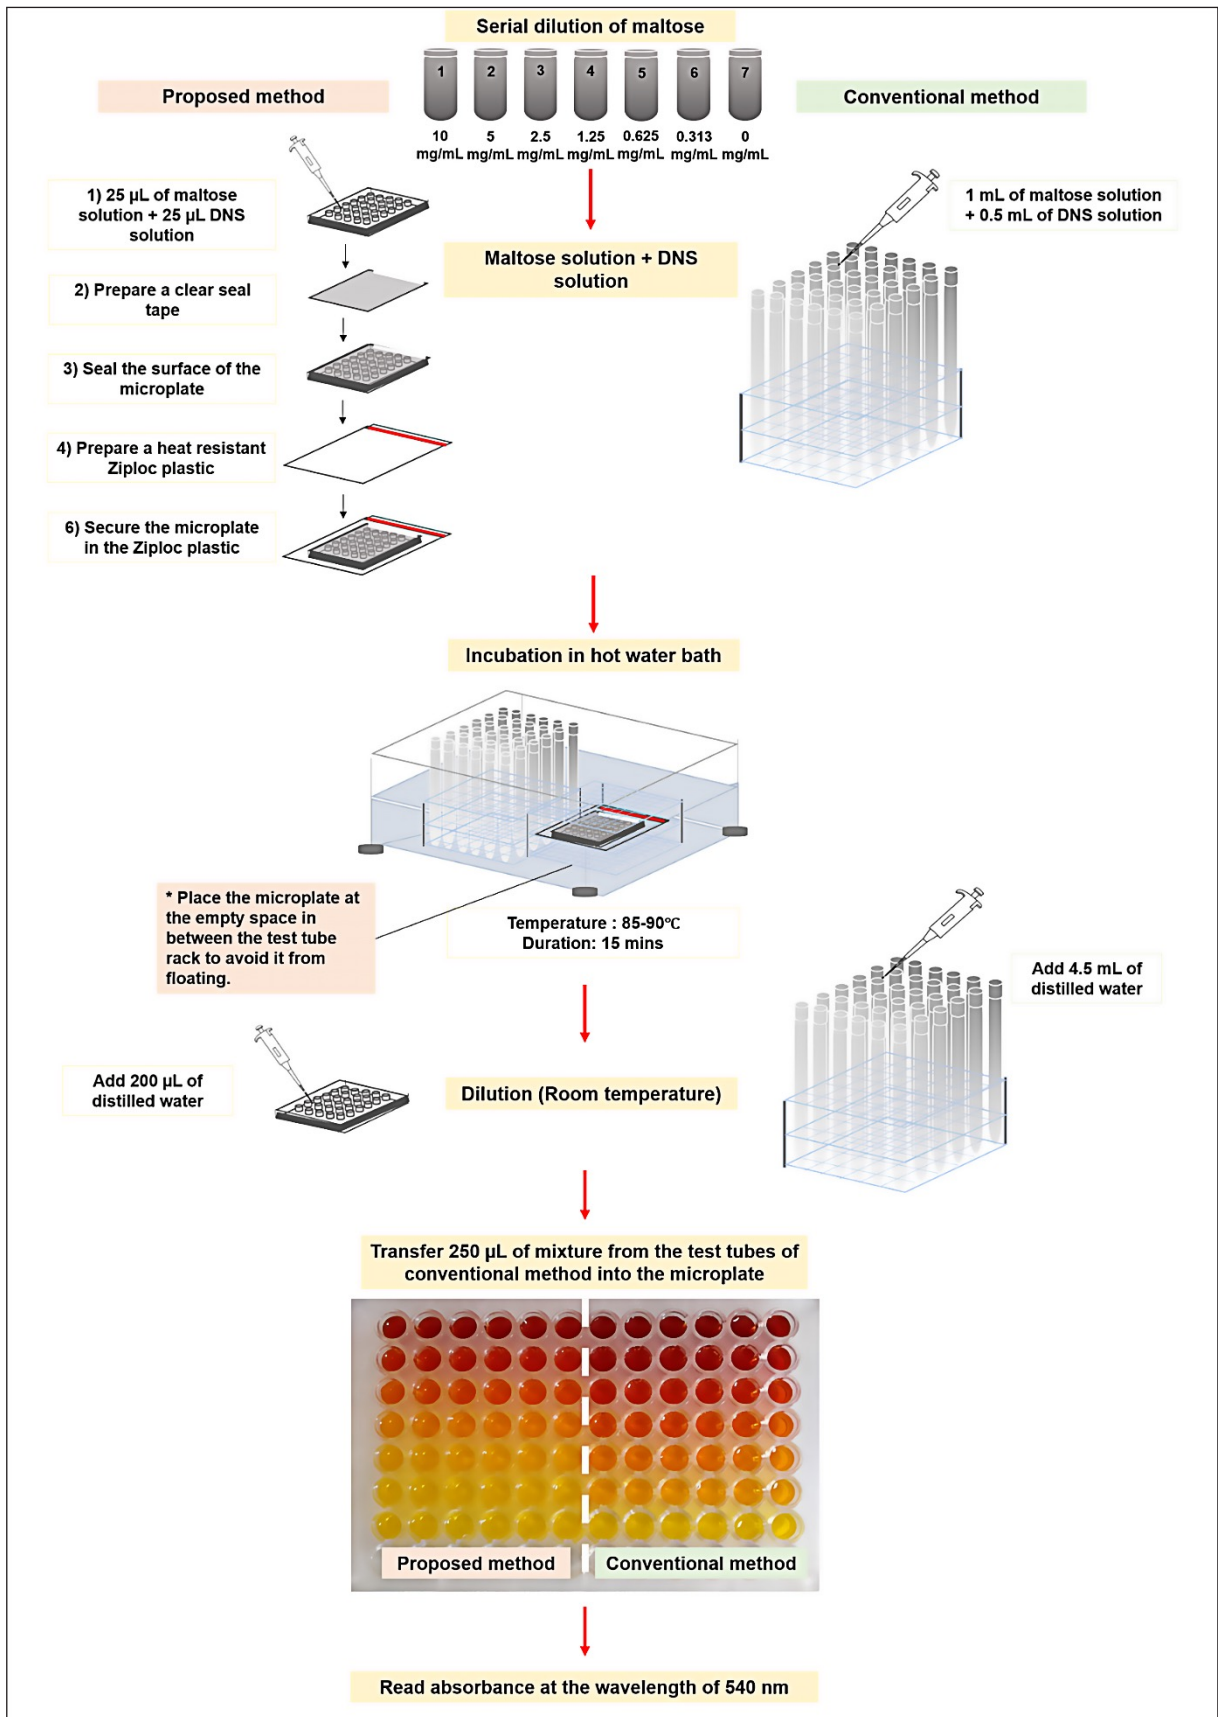 Serial dilution of maltose
Proposed method
Conventional method
1
2
3
4
5
6
7
10
mg/mL
5
mg/mL
2.5
mg/mL
1.25
mg/mL
0.625
mg/mL
0.313
mg/mL
0
mg/mL
1) 25 µL of maltose
solution + 25 µL DNS
solution
2) Prepare a clear seal
tape
3) Seal the surface of the
microplate
4) Prepare a heat resistant
Ziploc plastic
6) Secure the microplate
in the Ziploc plastic
Maltose solution + DNS
solution
1 mL of maltose solution
+ 0.5 mL of DNS solution
Incubation in hot water bath
* Place the microplate at
the empty space in
between the test tube
rack to avoid it from
floating.
Temperature : 85-90℃
Duration: 15 mins
Add 200 µL of
distilled water
Dilution (Room temperature)
Add 4.5 mL of
distilled water
Transfer 250 µL of mixture from the test tubes of
conventional method into the microplate
Proposed method
Conventional method
Read absorbance at the wavelength of 540 nm